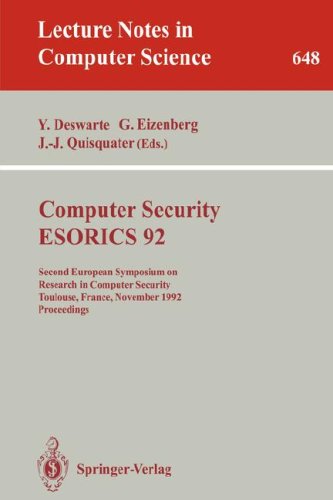 Lecture Notes in
Computer Science
648
Y. Deswarte G. Eizenberg
J.-J. Quisquater (Eds.)
Computer Security
ESORICS 92
Second European Symposium on
Research in Computer Security
Toulouse, France, November 1992
Proceedings
Springer-Verlag